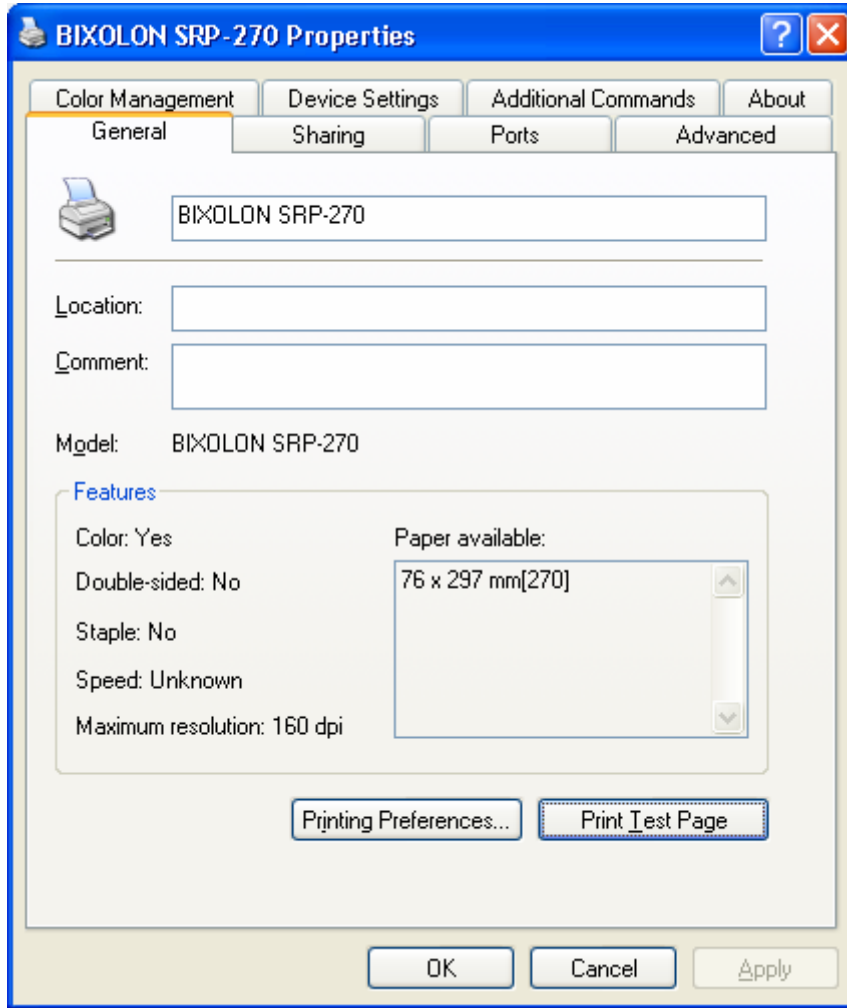 BIXOLON SRP-270 Properties
Color Management Device Settings Additional Commands About
General Sharing Ports Advanced
BIXOLON SRP-270
Location:
Comment:
Model: BIXOLON SRP-270
Features
Color: Yes
Paper available:
Double-sided: No
76 x 297 mm[270]
Staple: No
Speed: Unknown
Maximum resolution: 160 dpi
Printing Preferences... Print Test Page
OK Cancel Apply